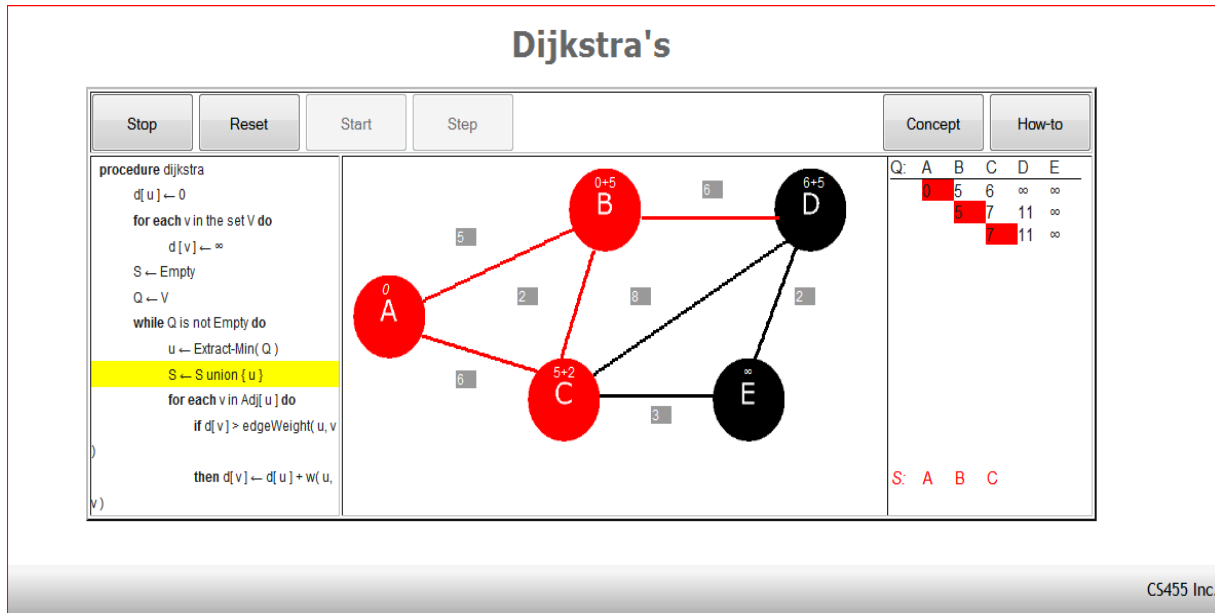 Dijkstra's
Stop Reset Start Step Concept How-to
procedure dijkstra
d[ u ] ← 0
for each v in the set V do
d [ v ] ← ∞
S ← Empty
Q ← V
while Q is not Empty do
u ← Extract-Min( Q )
S ← S union { u }
for each v in Adj[ u ] do
if d[ v ] > edgeWeight( u, v
)
then d[ v ] ← d[ u ] + w( u,
v )
0+5
B
6
6+5
D
5
0
A
2
8
2
6
5+2
C
∞
E
3
Q: A B C D E
0 5 6 ∞ ∞
5 7 11 ∞
7 11 ∞
S: A B C
CS455 Inc.